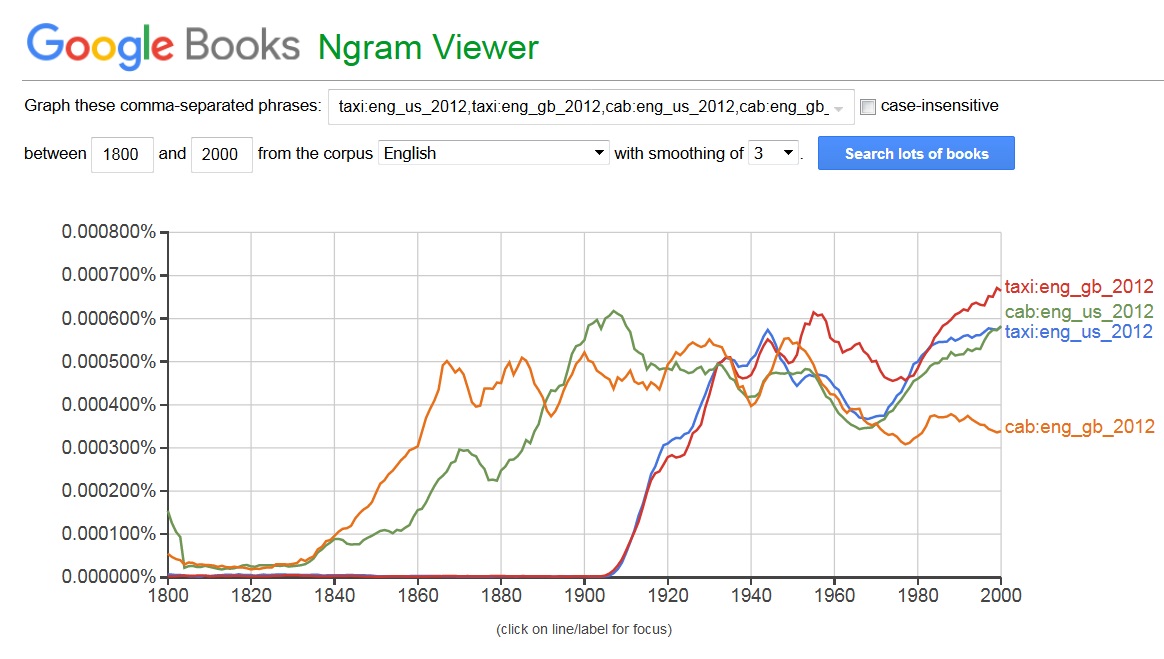 Google Books Ngram Viewer
Graph these comma-separated phrases: taxi:eng_us_2012,taxi:eng_gb_2012,cab:eng_us_2012,cab:eng_gb_ case-insensitive
between 1800 and 2000 from the corpus English with smoothing of 3 . Search lots of books
0.000800%
0.000700%
taxi:eng_gb_2012
0.000600%
cab:eng_us_2012
taxi:eng_us_2012
0.000500%
0.000400%
cab:eng_gb_2012
0.000300%
0.000200%
0.000100%
0.000000%
1800 1820 1840 1860 1880 1900 1920 1940 1960 1980 2000
(click on line/label for focus)